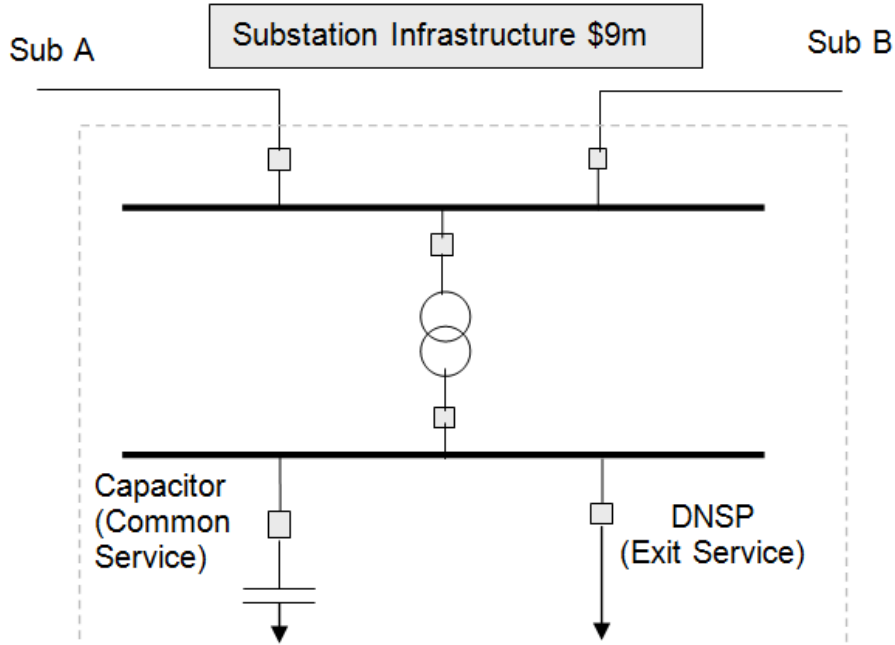 Substation Infrastructure $9m
Sub A
Sub B
Capacitor
(Common
Service)
DNSP
(Exit Service)